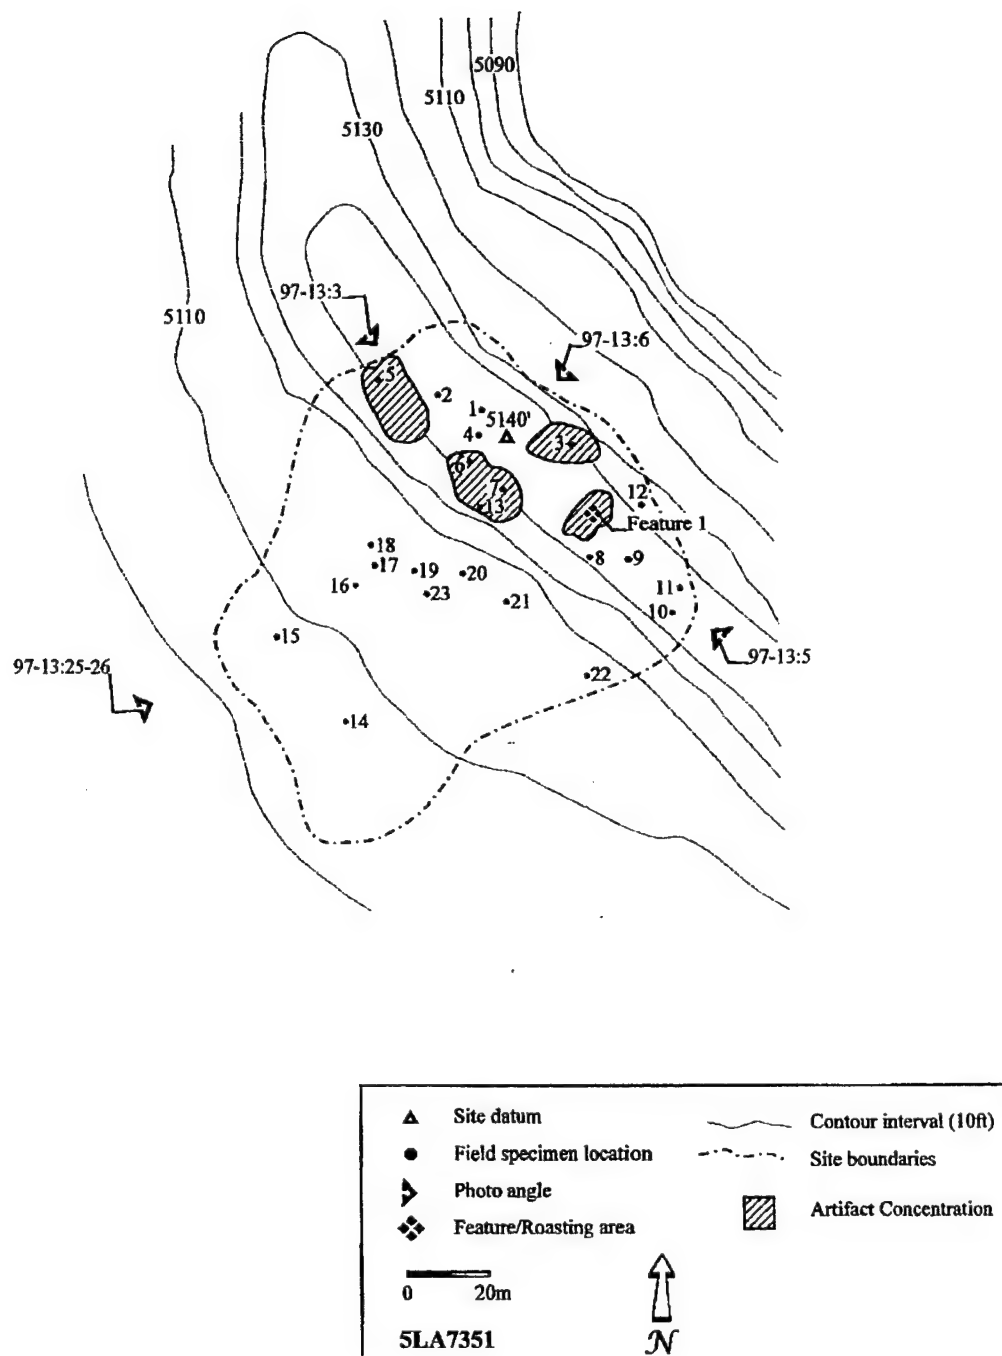 5090
5110
5130
97-13:3
5110
97-13:6
5
2
1
5140'
4
3
6
7
13
12
Feature 1
18
17
19
20
8
9
16
23
21
11
10
15
97-13:5
97-13:25-26
22
14
Site datum
Contour interval (10ft)
Field specimen location
Site boundaries
Photo angle
Artifact Concentration
Feature/Roasting area
0 20m
5LA7351
N